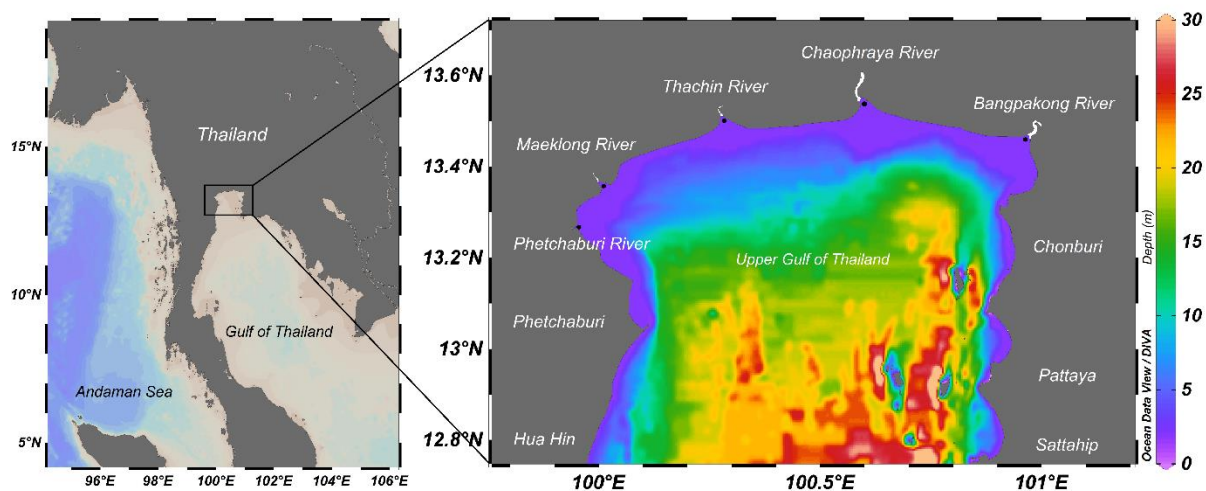 Thailand
15°N
10°N
5°N
Gulf of Thailand
Andaman Sea
96°E
98°E
100°E
102°E
104°E
106°E
Chaophraya River
Thachin River
Bangpakong River
Maeklong River
Phetchaburi River
Upper Gulf of Thailand
Chonburi
Phetchaburi
Pattaya
Hua Hin
Sattahip
13.6°N
13.4°N
13.2°N
13°N
12.8°N
100°E
100.5°E
101°E
30
25
20
15
10
5
0
Depth (m)
Ocean Data View / DIVA